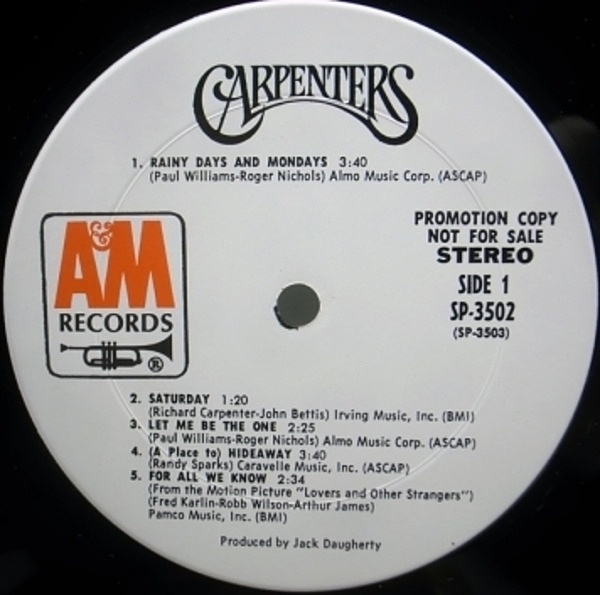 CARPENTERS
1. RAINY DAYS AND MONDAYS 3:40
(Paul Williams-Roger Nichols) Almo Music Corp. (ASCAP)
A&M
RECORDS
®
PROMOTION COPY
NOT FOR SALE
STEREO
SIDE 1
SP-3502
(SP-3503)
2. SATURDAY 1:20
(Richard Carpenter-John Bettis) Irving Music, Inc. (BMI)
3. LET ME BE THE ONE 2:25
(Paul Williams-Roger Nichols) Almo Music Corp. (ASCAP)
4. (A Place to) HIDEAWAY 3:40
(Randy Sparks) Caravelle Music, Inc. (ASCAP)
5. FOR ALL WE KNOW 2:34
(From the Motion Picture "Lovers and Other Strangers")
(Fred Karlin-Robb Wilson-Arthur James)
Pamco Music, Inc. (BMI)
Produced by Jack Daugherty